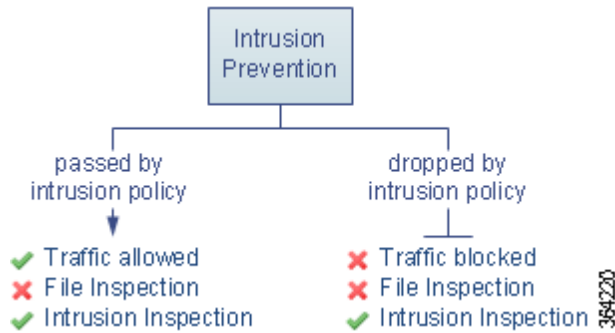 Intrusion
Prevention
passed by
intrusion policy
dropped by
intrusion policy
Traffic allowed
File Inspection
Intrusion Inspection
Traffic blocked
File Inspection
Intrusion Inspection
364220